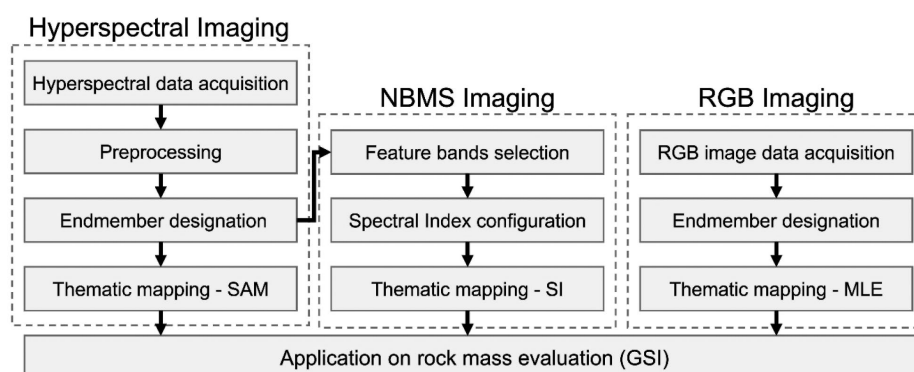 Hyperspectral Imaging
Hyperspectral data acquisition
Preprocessing
Endmember designation
Thematic mapping - SAM
NBMS Imaging
Feature bands selection
Spectral Index configuration
Thematic mapping - SI
RGB Imaging
RGB image data acquisition
Endmember designation
Thematic mapping - MLE
Application on rock mass evaluation (GSI)